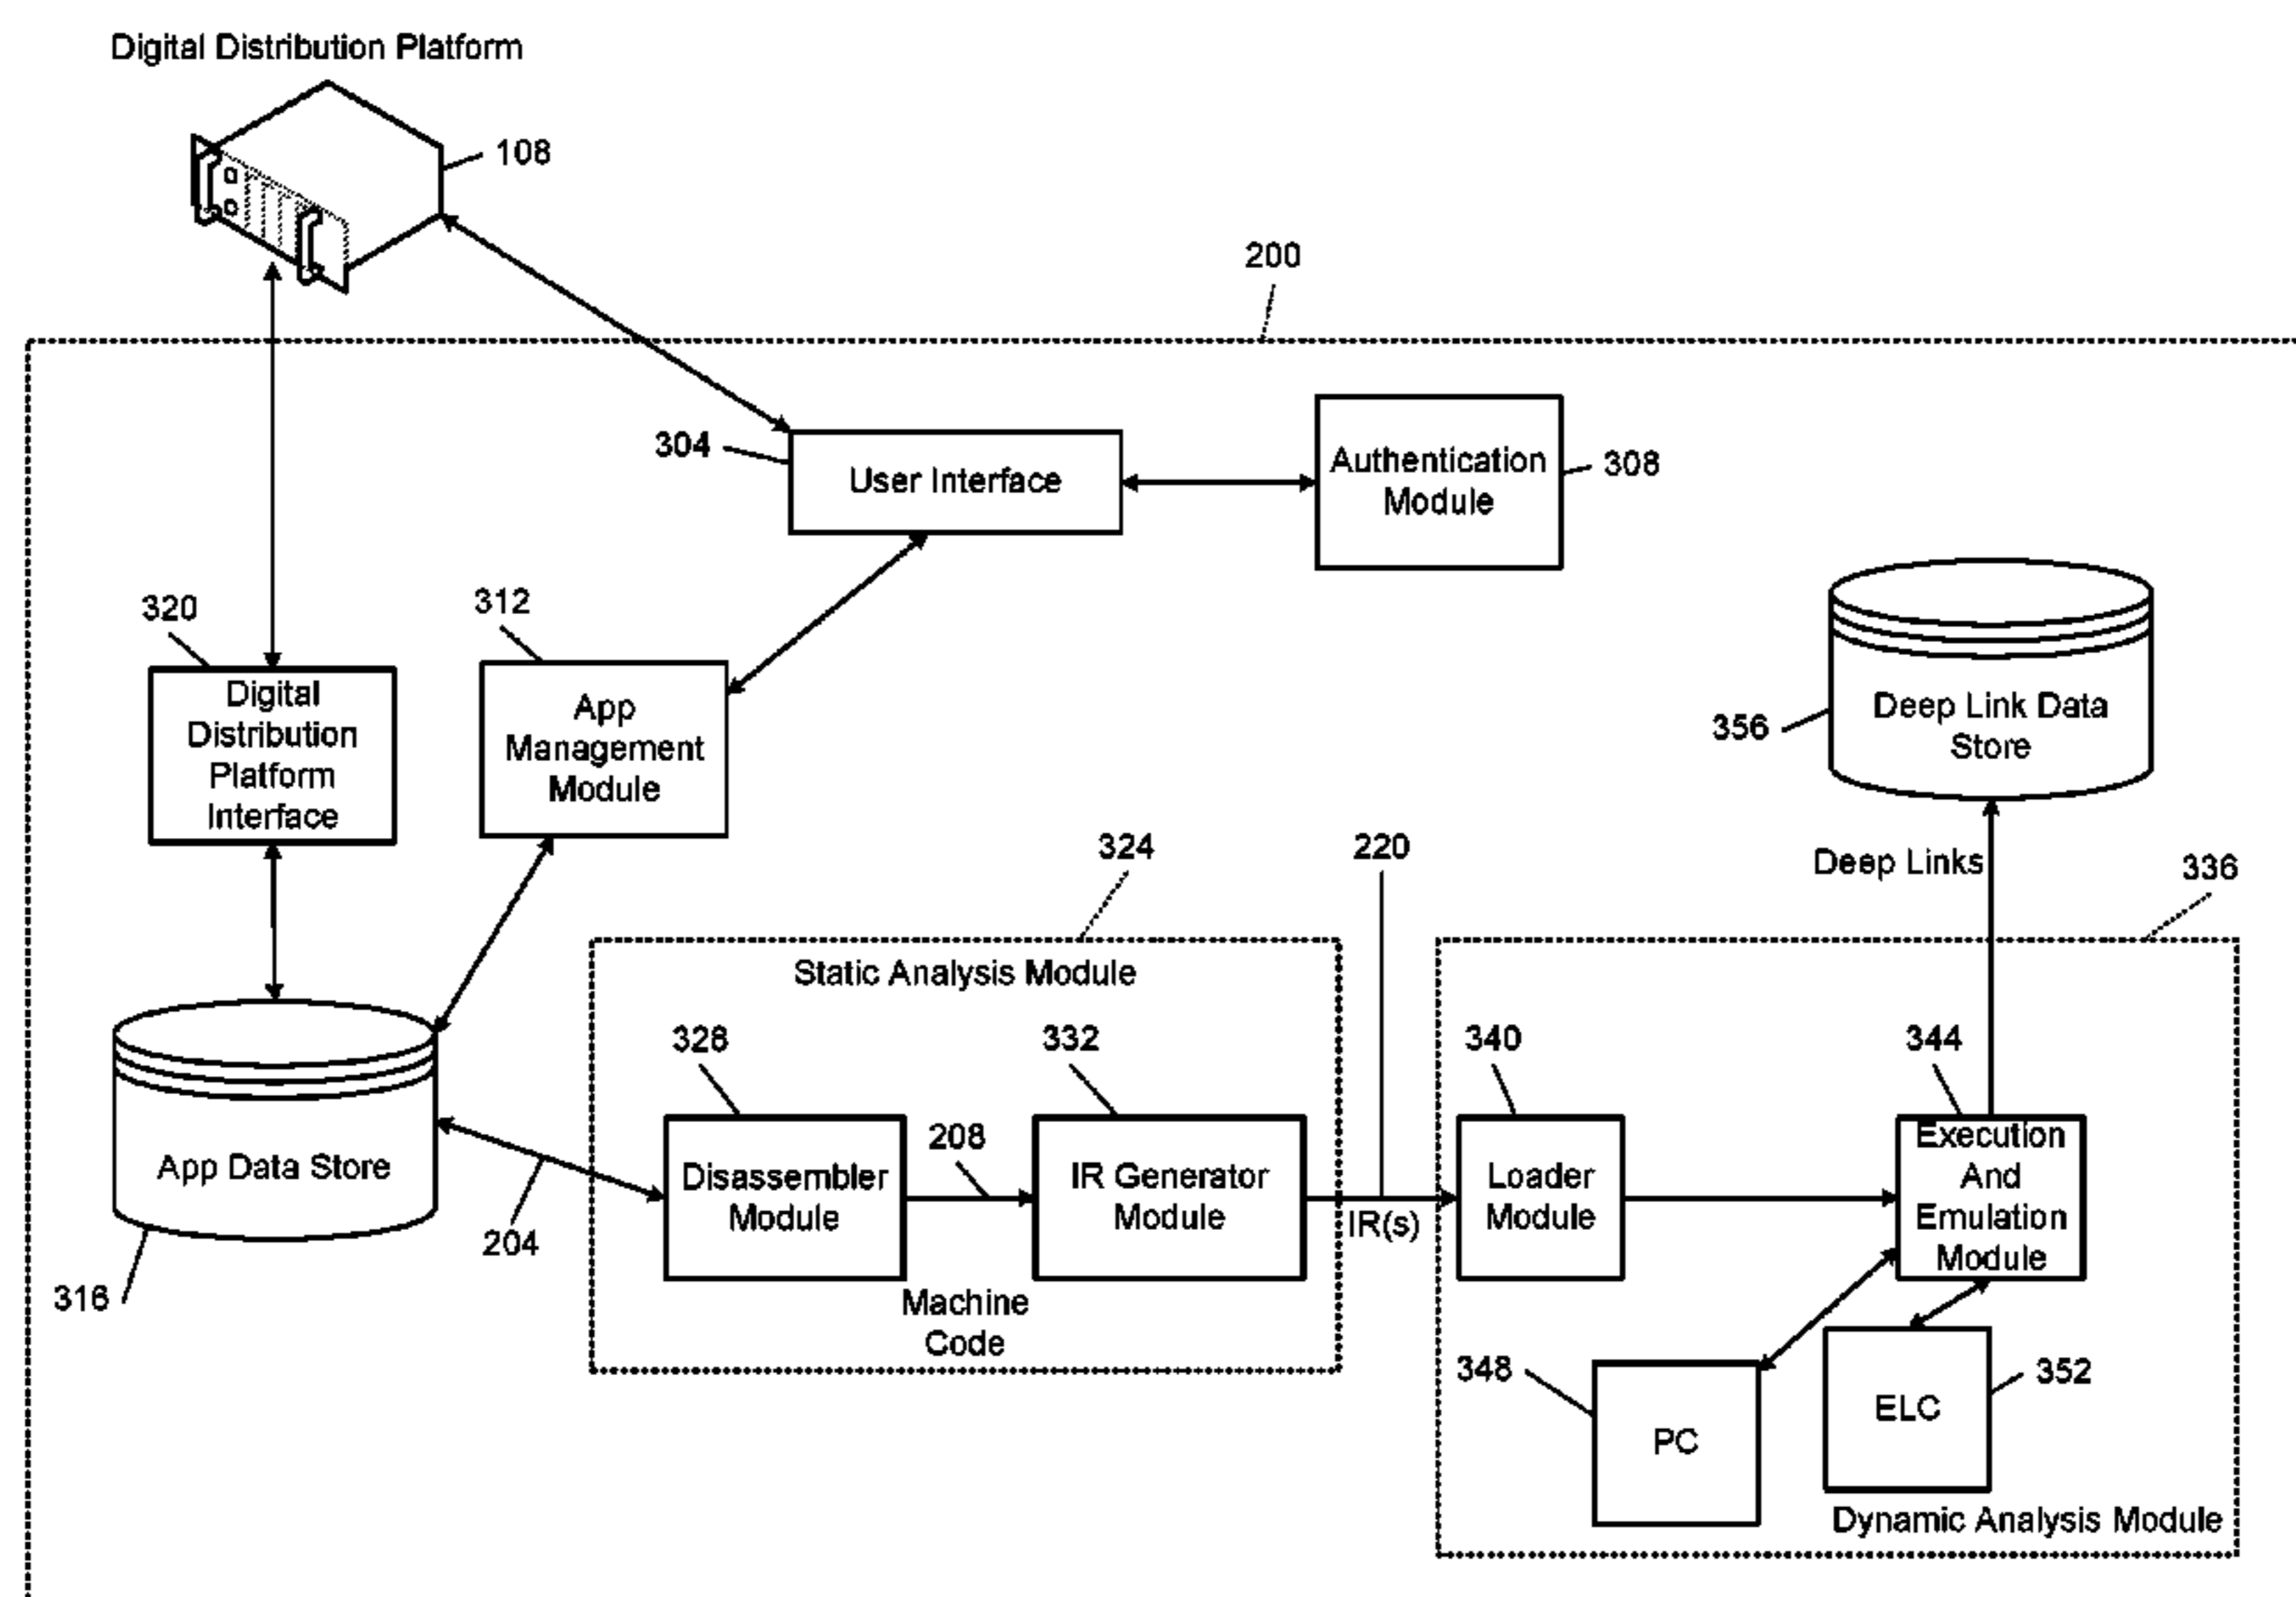 Digital Distribution Platform
108
200
304
User Interface
Authentication
Module
308
320
Digital
Distribution
Platform
Interface
312
App
Management
Module
356
Deep Link Data
Store
Deep Links
324
220
336
Static Analysis Module
316
App Data Store
204
328
Disassembler
Module
208
332
IR Generator
Module
Machine
Code
IR(s)
340
Loader
Module
344
Execution
And
Emulation
Module
348
PC
ELC
352
Dynamic Analysis Module